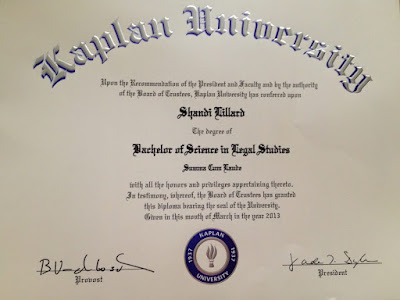 Kaplan University
Upon the Recommendation of the President and Faculty and by the authority
of the Board of Trustees, Kaplan University has conferred upon
Shandi Lillard
The degree of
Bachelor of Science in Legal Studies
Summa Cum Laude
with all the honors and privileges appertaining thereto.
In testimony, whereof, the Board of Trustees has granted
this diploma bearing the seal of the University.
Given in this month of March in the year 2013
Provost
KAPLAN
1937
1937
UNIVERSITY
President